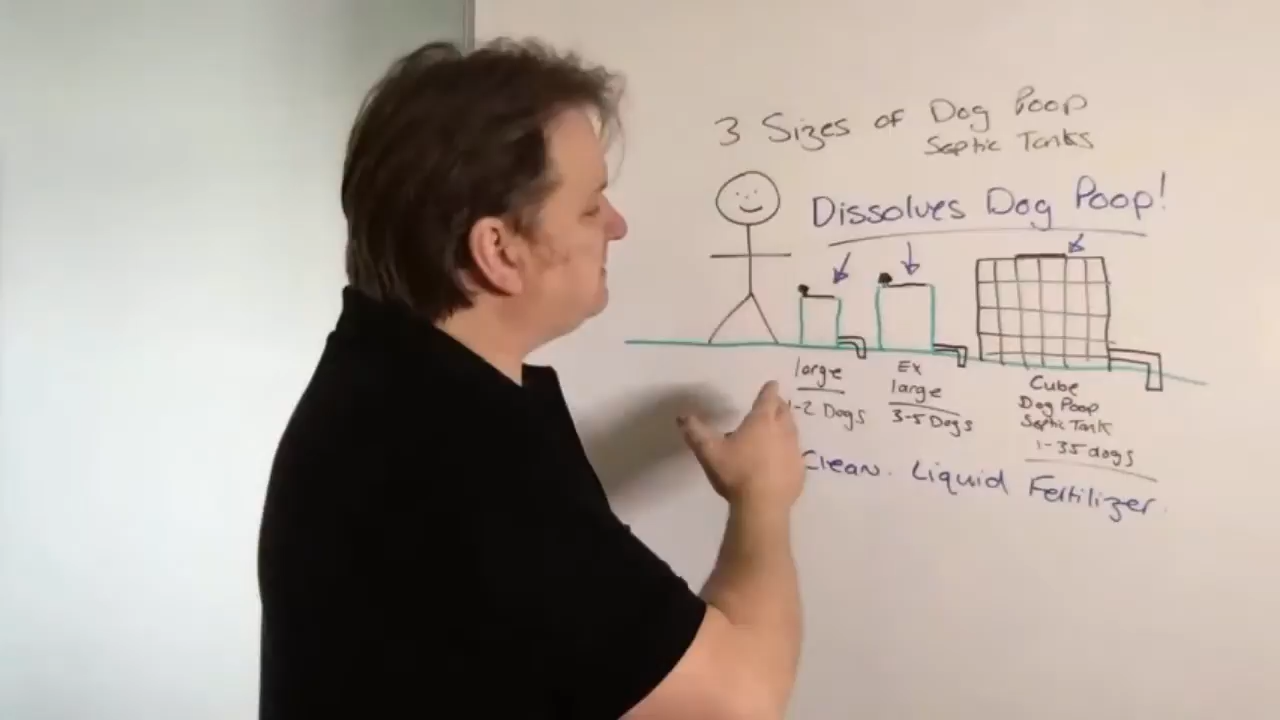 3 Sizes of Dog Poop
Septic Tanks
Dissolves Dog Poop!
large
1-2 Dogs
Ex
large
3-5 Dogs
Cube
Dog Poop
Septic Tank
1-35 dogs
Clean. Liquid Fertilizer.